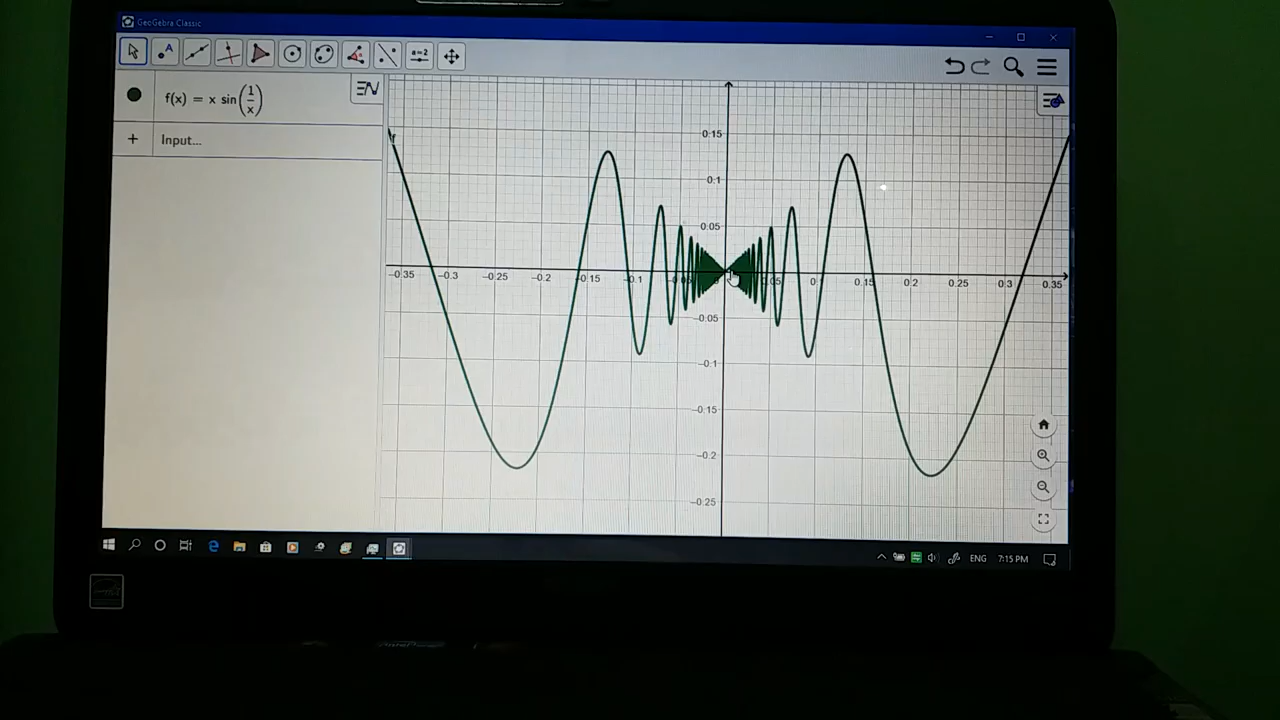 GeoGebra Classic
a=2
f(x) = x sin(1/x)
Input...
0.15
0.1
0.05
−0.35 −0.3 −0.25 −0.2 −0.15 −0.1 0.15 0.2 0.25 0.3 0.35
−0.05
−0.1
−0.15
−0.2
−0.25
ENG 7:15 PM